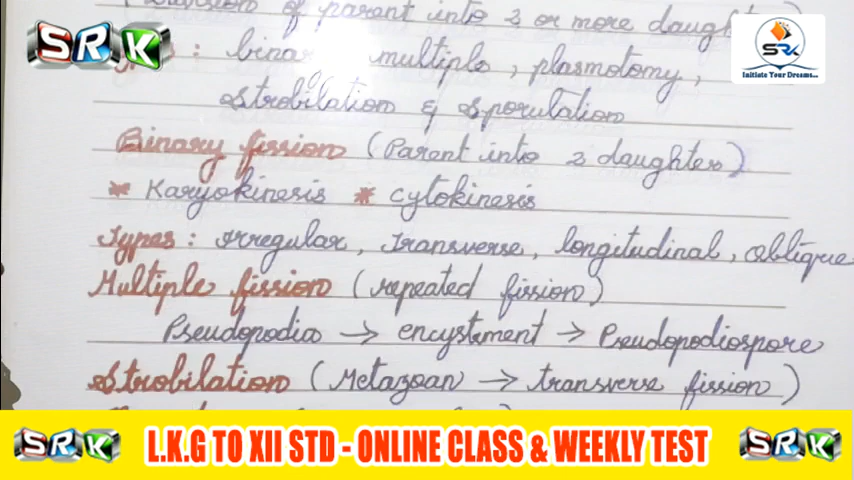 (Division of parent into 2 or more daughter)
SRK
SRK
Initiate Your Dreams...
: binary multiple, plasmotomy,
Strobilation & Sporulation
Binary fission (Parent into 2 daughter)
* Karyokinesis * Cytokinesis
Types: Irregular, Transverse, longitudinal, oblique
Multiple fission (repeated fission)
Pseudopodia → encystment → Pseudopodiospore
Strobilation (Metazoan → transverse fission)
SRK L.K.G TO XII STD - ONLINE CLASS & WEEKLY TEST SRK